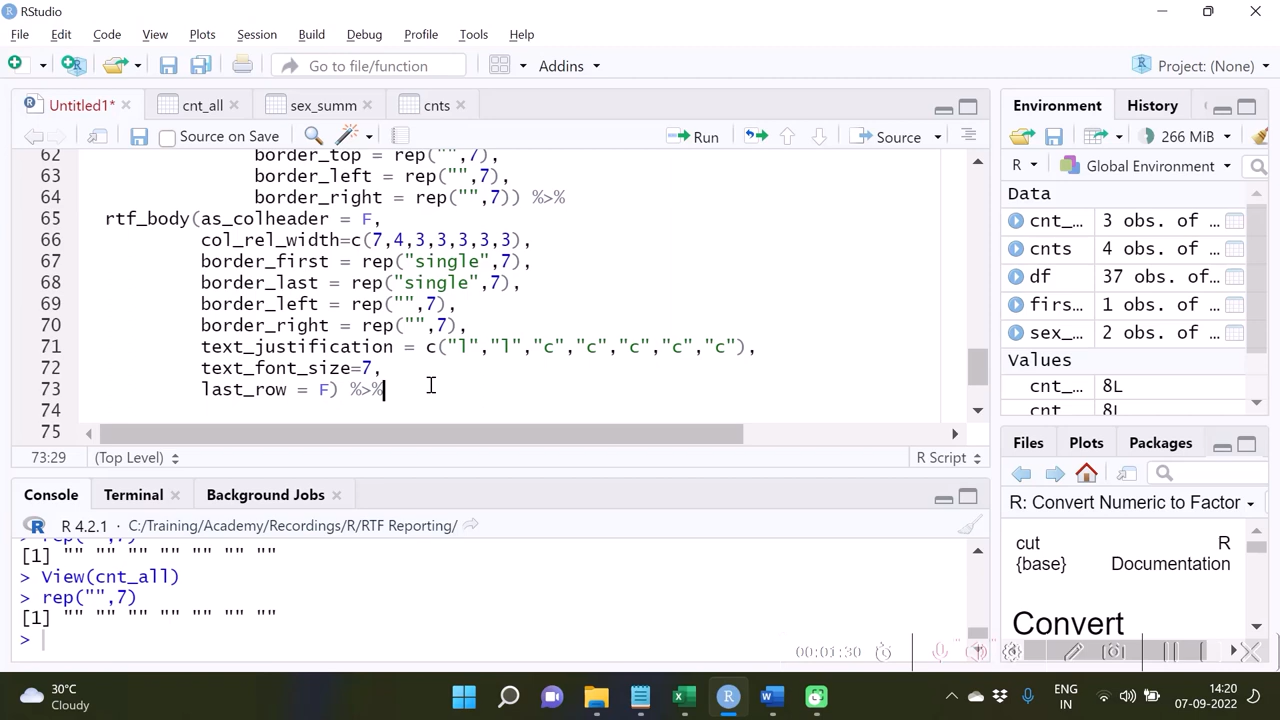 RStudio
File Edit Code View Plots Session Build Debug Profile Tools Help
Go to file/function Addins Project: (None)
Untitled1* cnt_all sex_summ cnts
Source on Save Run Source
62 border_top = rep("",7),
63 border_left = rep("",7),
64 border_right = rep("",7)) %>%
65 rtf_body(as_colheader = F,
66 col_rel_width=c(7,4,3,3,3,3,3),
67 border_first = rep("single",7),
68 border_last = rep("single",7),
69 border_left = rep("",7),
70 border_right = rep("",7),
71 text_justification = c("l","l","c","c","c","c","c"),
72 text_font_size=7,
73 last_row = F) %>%
74
75
73:29 (Top Level) R Script
Console Terminal Background Jobs
R 4.2.1 · C:/Training/Academy/Recordings/R/RTF Reporting/
> rep("",7)
[1] "" "" "" "" "" "" ""
> View(cnt_all)
> rep("",7)
[1] "" "" "" "" "" "" ""
>
Environment History
266 MiB
R Global Environment
Data
cnt_... 3 obs. of ...
cnts 4 obs. of ...
df 37 obs. of ...
firs... 1 obs. of ...
sex_... 2 obs. of ...
Values
cnt_... 8L
cnt 8L
Files Plots Packages
R: Convert Numeric to Factor
cut R
{base} Documentation
Convert
00:01:30
30°C
Cloudy
ENG
IN
14:20
07-09-2022